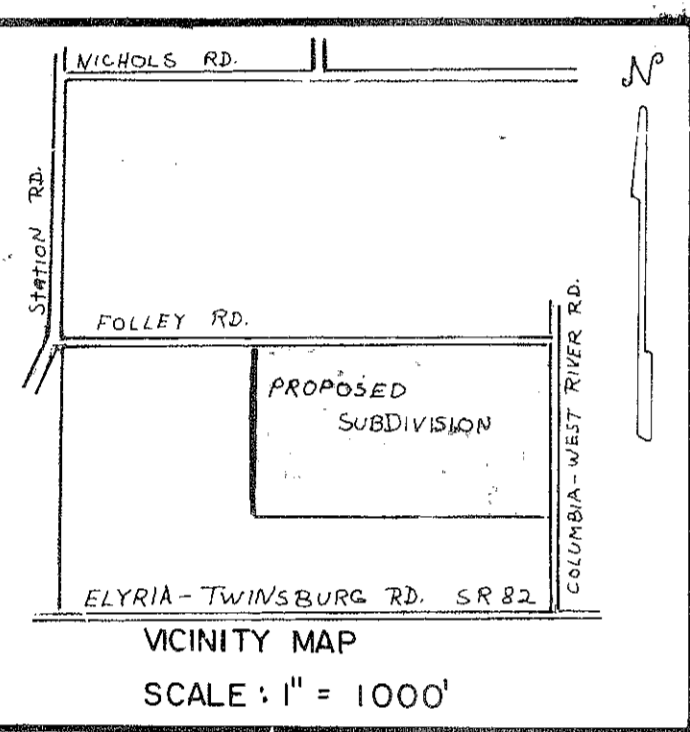 NICHOLS RD.
N
STATION RD.
FOLLEY RD.
COLUMBIA-WEST RIVER RD.
PROPOSED
SUBDIVISION
ELYRIA-TWINSBURG RD. SR 82
VICINITY MAP
SCALE: 1" = 1000'